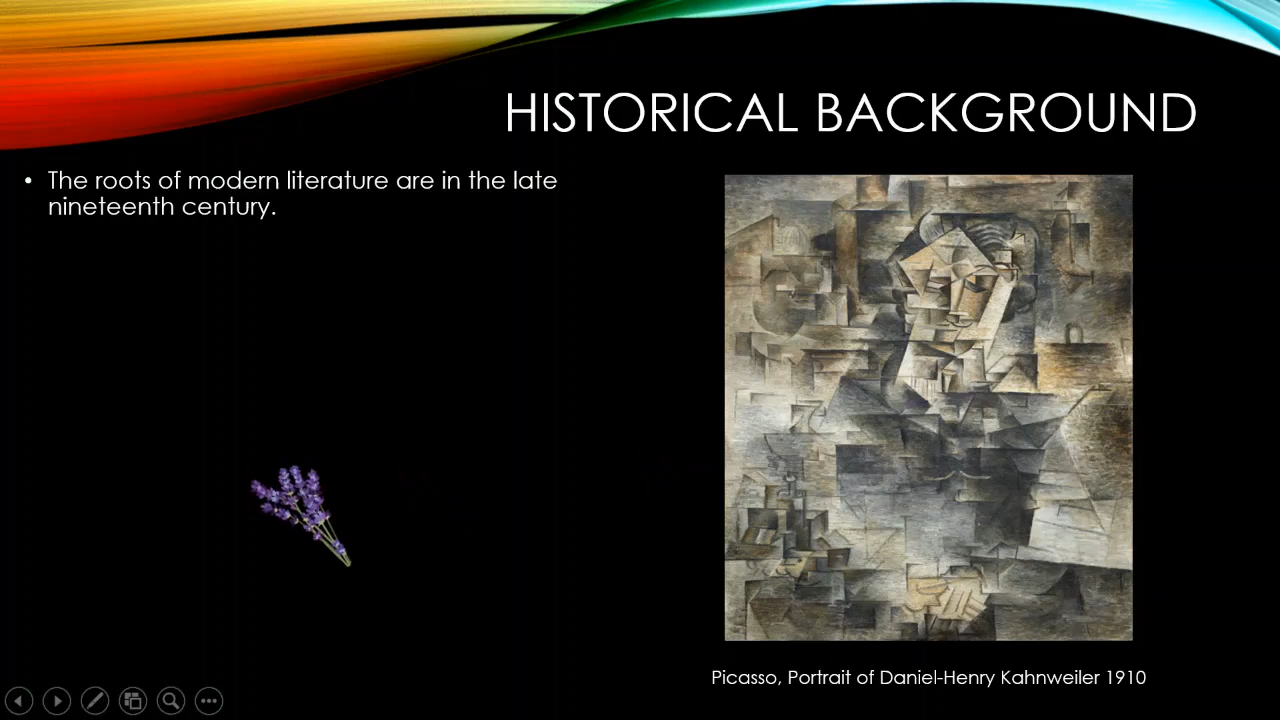 HISTORICAL BACKGROUND
• The roots of modern literature are in the late
nineteenth century.
Picasso, Portrait of Daniel-Henry Kahnweiler 1910